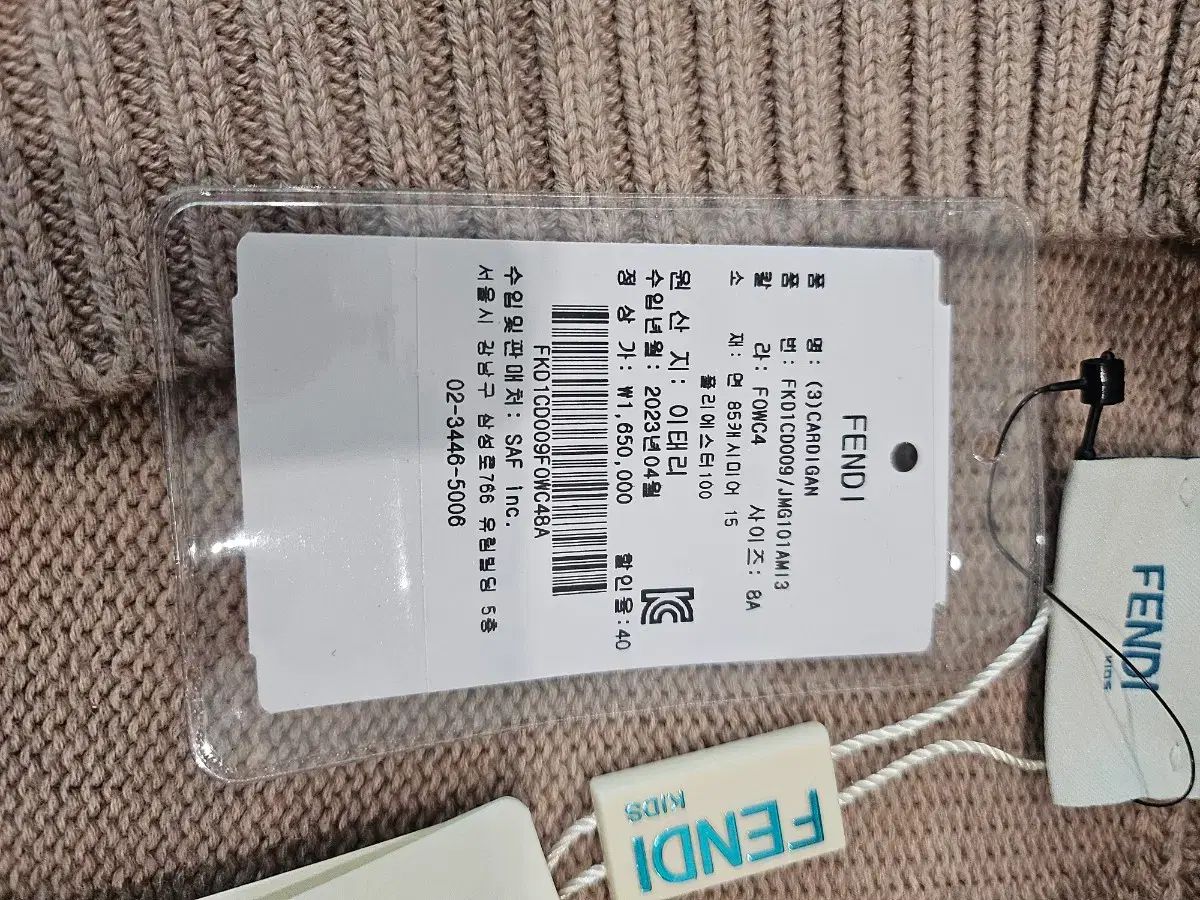 FENDI
품 명: (3)CARDIGAN
품 번: FKD1CD009/JMG101AM13
칼 라: F0WC4 사이즈: 8A
소 재: 면 85캐시미어 15
폴리에스터100
원 산 지: 이태리
수입년월: 2023년04월
정 상 가: ₩1,650,000 할인율:40
FKD1CD009F0WC48A
수입및판매처: SAF Inc.
서울시 강남구 삼성로766 유림빌딩 5층
02-3446-5006
FENDI
KIDS
FENDI
KIDS